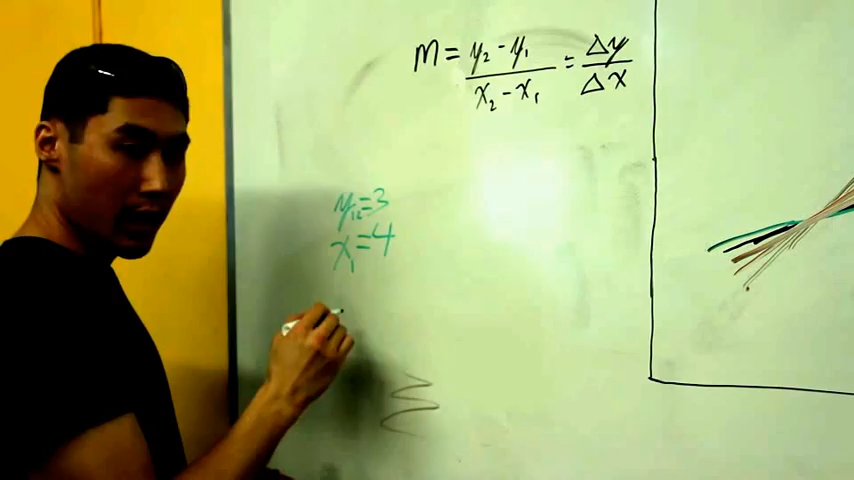 m = y₂ - y₁ / x₂ - x₁ = Δy / Δx
y₁ = 3
x₁ = 4